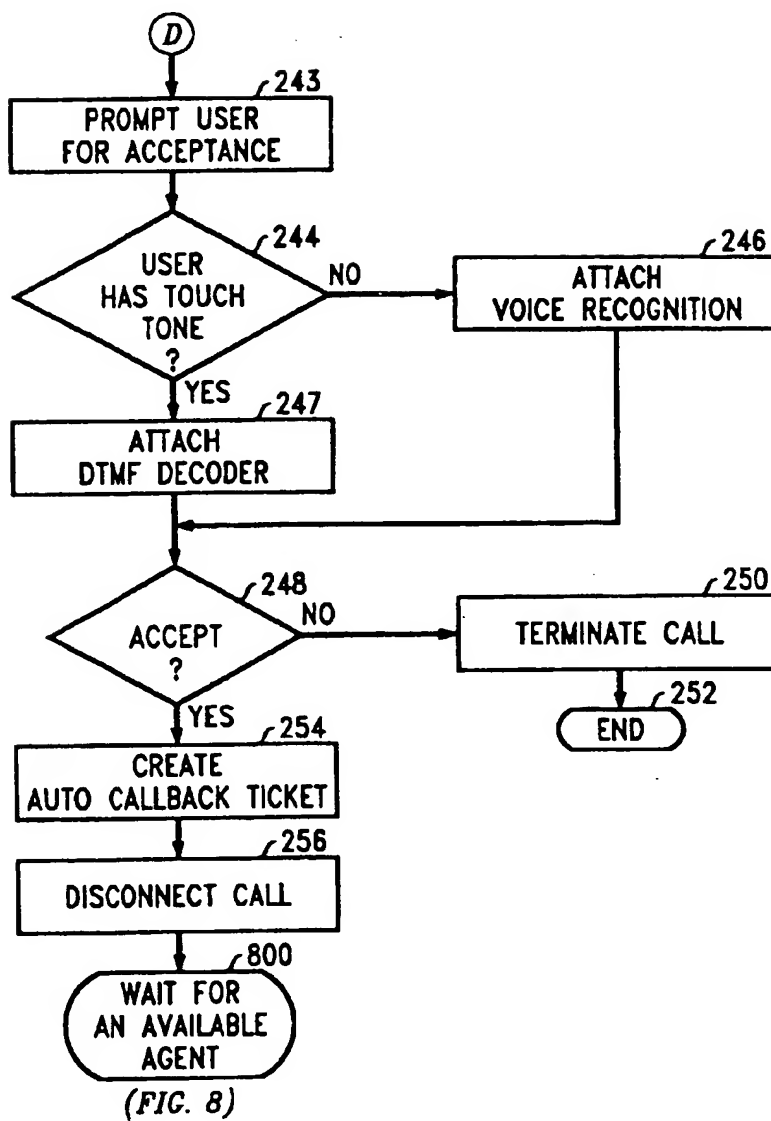 D
243
PROMPT USER
FOR ACCEPTANCE
244
USER
HAS TOUCH
TONE
?
NO
246
ATTACH
VOICE RECOGNITION
YES
247
ATTACH
DTMF DECODER
248
ACCEPT
?
NO
250
TERMINATE CALL
252
END
YES
254
CREATE
AUTO CALLBACK TICKET
256
DISCONNECT CALL
800
WAIT FOR
AN AVAILABLE
AGENT
(FIG. 8)